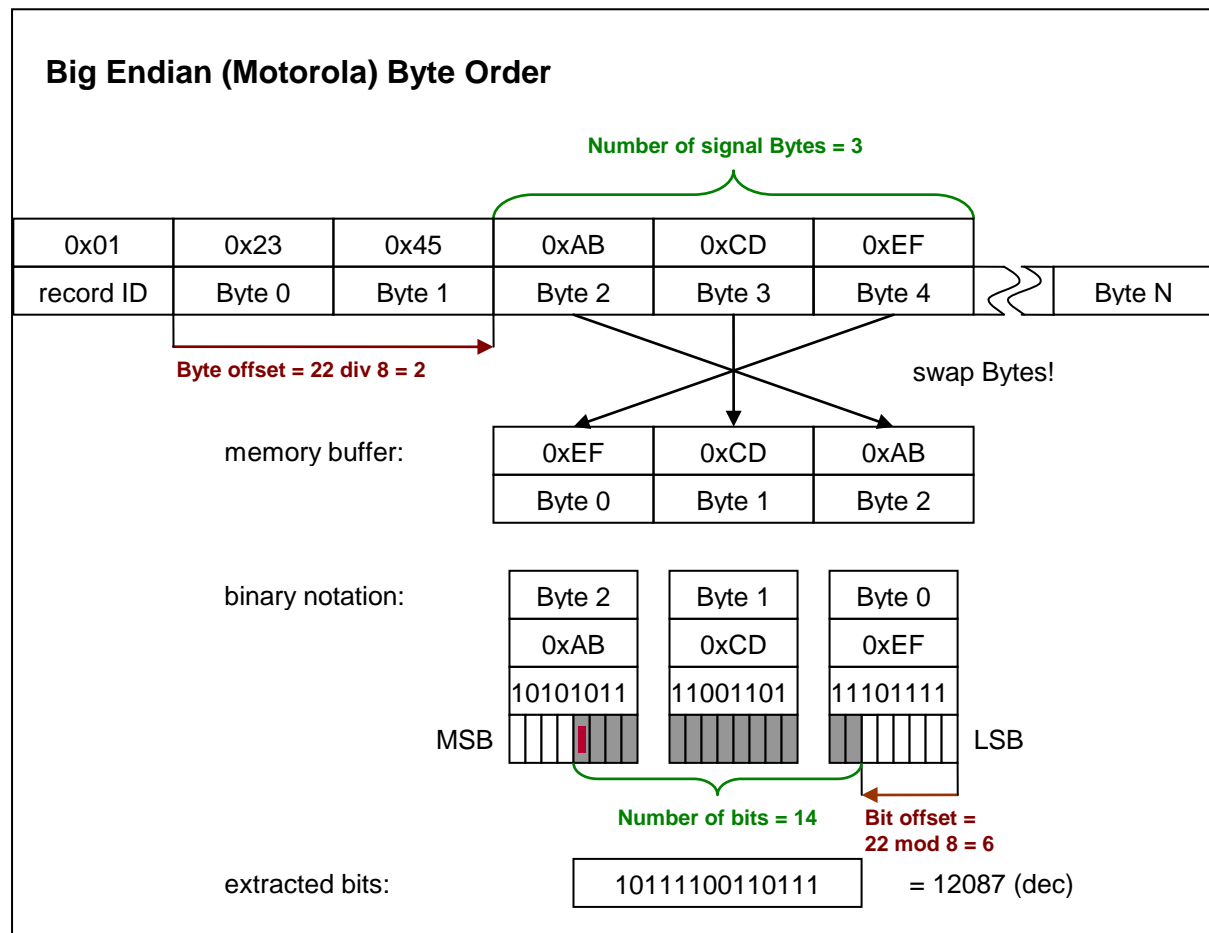 Big Endian (Motorola) Byte Order
Number of signal Bytes = 3
0x01 0x23 0x45 0xAB 0xCD 0xEF
record ID Byte 0 Byte 1 Byte 2 Byte 3 Byte 4 Byte N
Byte offset = 22 div 8 = 2
swap Bytes!
memory buffer: 0xEF 0xCD 0xAB
Byte 0 Byte 1 Byte 2
binary notation: Byte 2 Byte 1 Byte 0
0xAB 0xCD 0xEF
10101011 11001101 11101111
MSB LSB
Number of bits = 14 Bit offset =
22 mod 8 = 6
extracted bits: 10111100110111 = 12087 (dec)